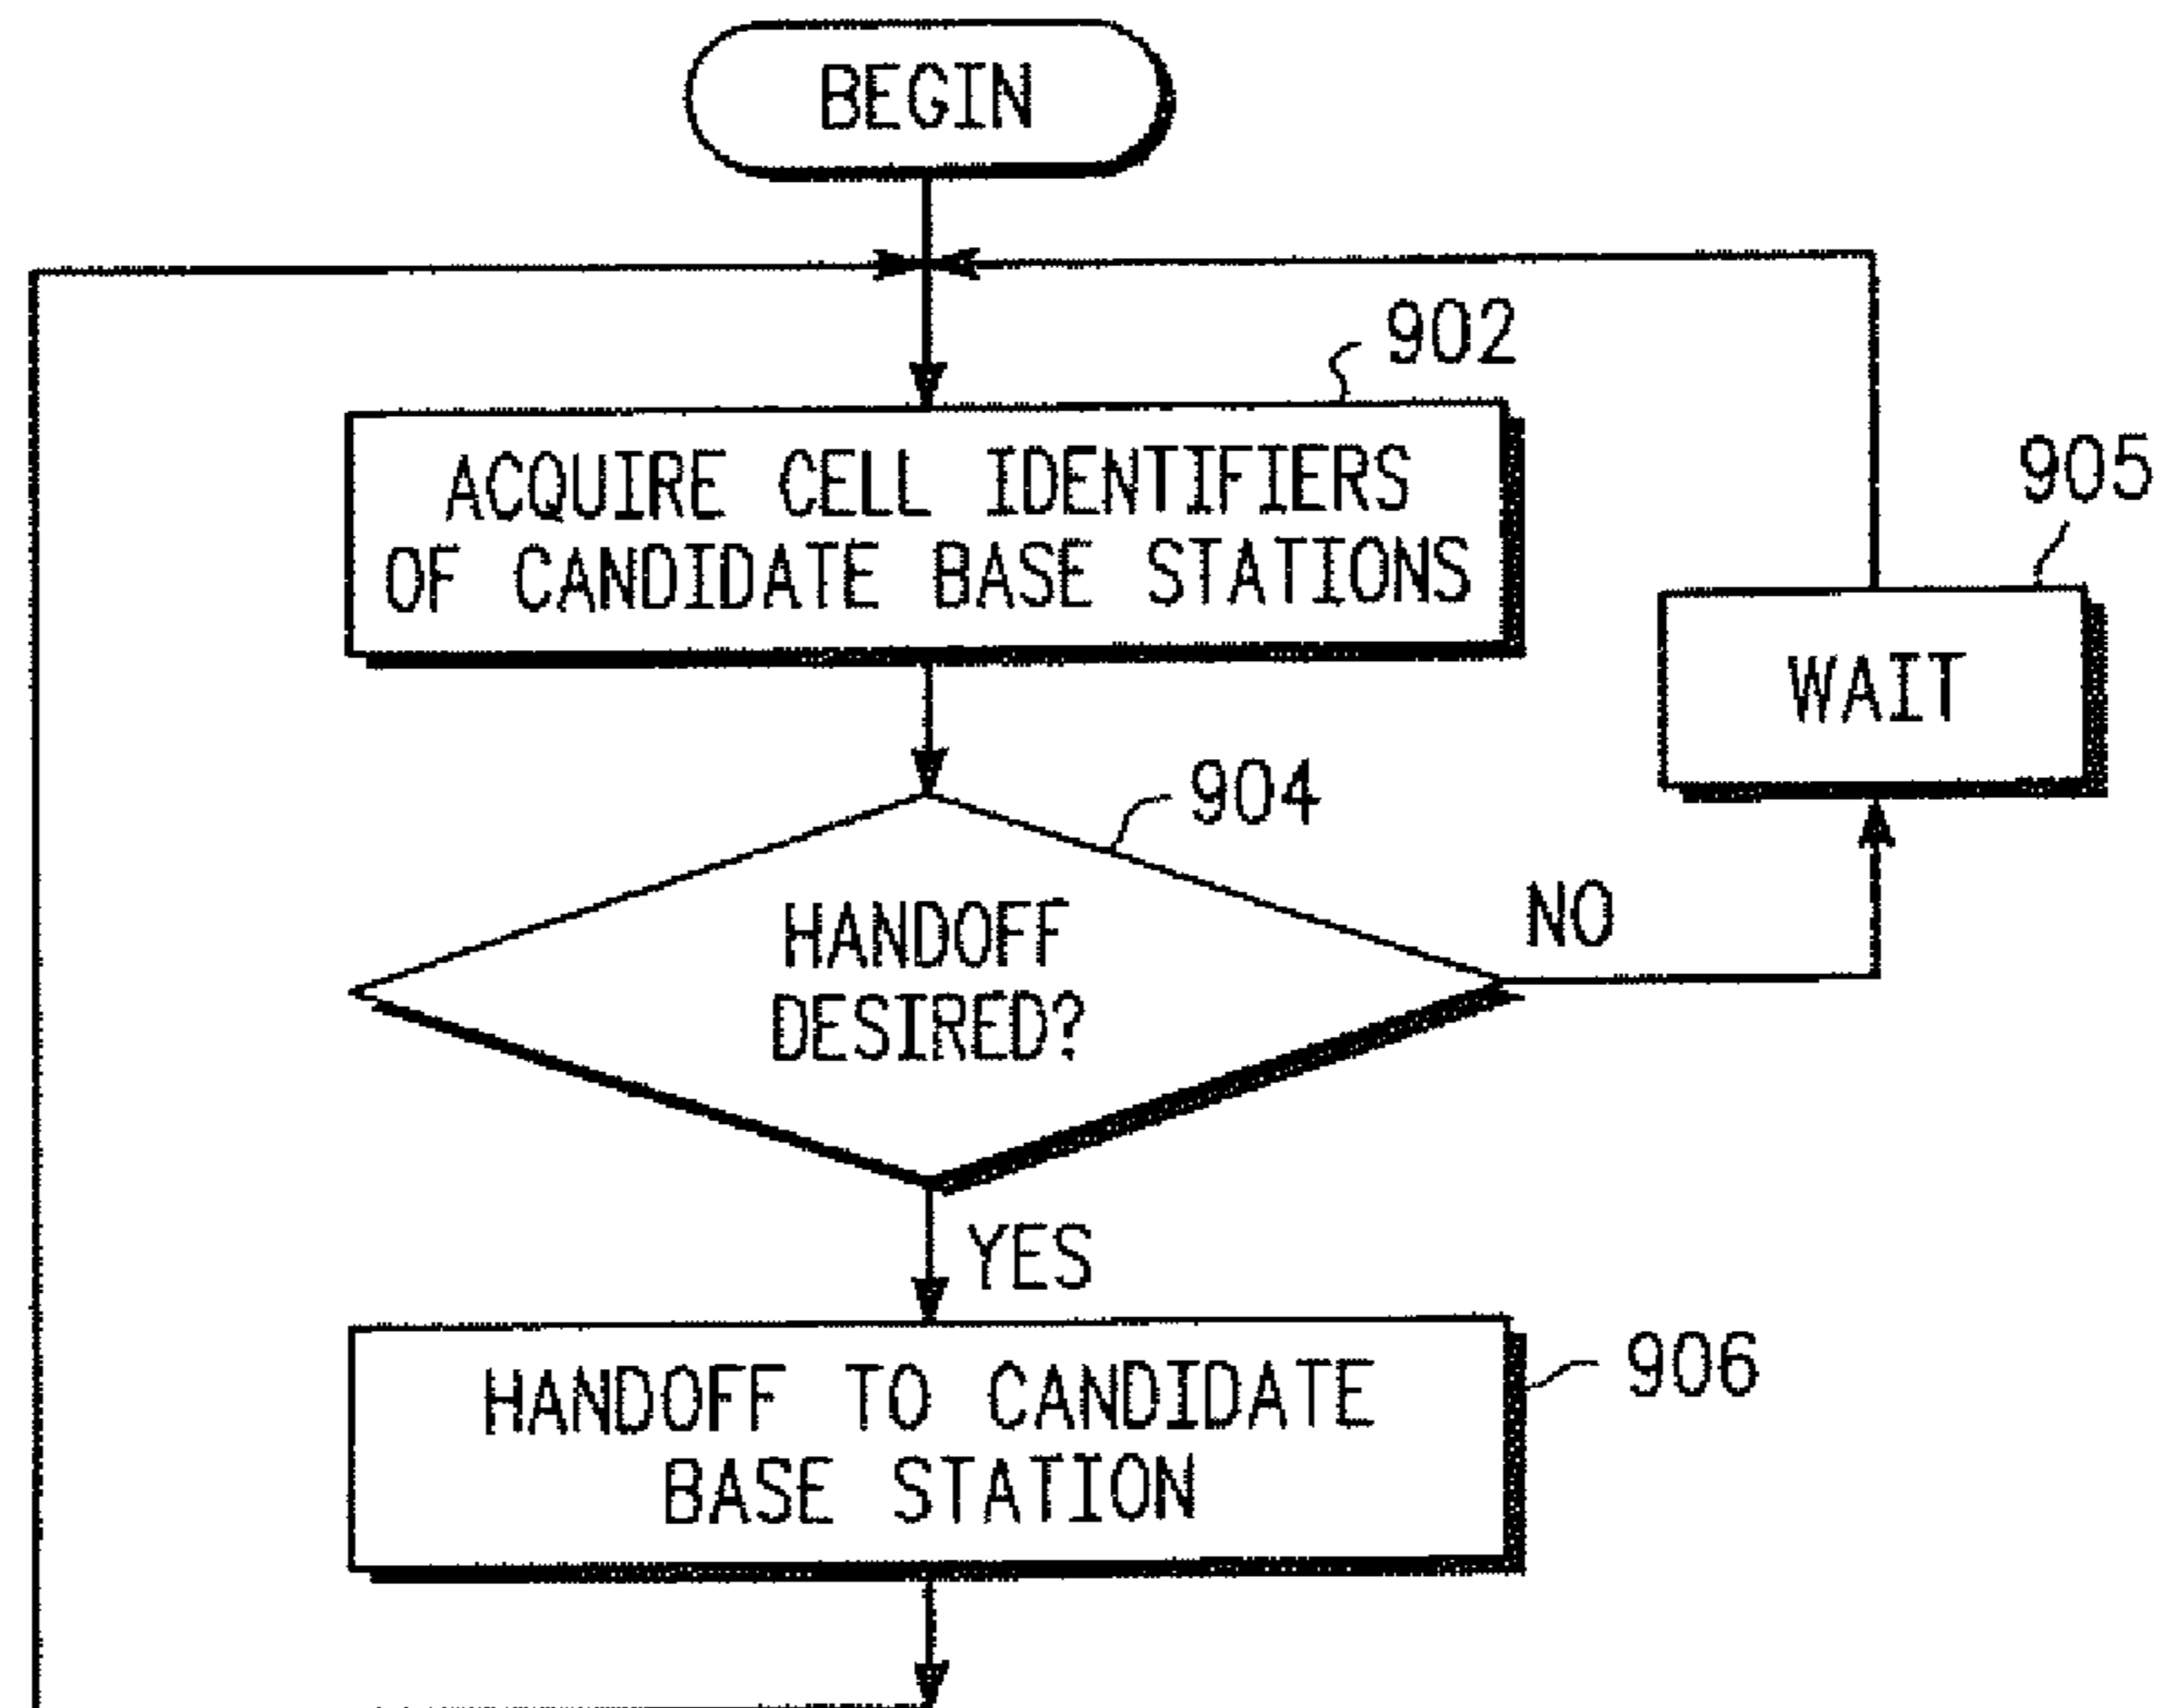 BEGIN
902
ACQUIRE CELL IDENTIFIERS
OF CANDIDATE BASE STATIONS
905
WAIT
904
HANDOFF
DESIRED?
NO
YES
906
HANDOFF TO CANDIDATE
BASE STATION